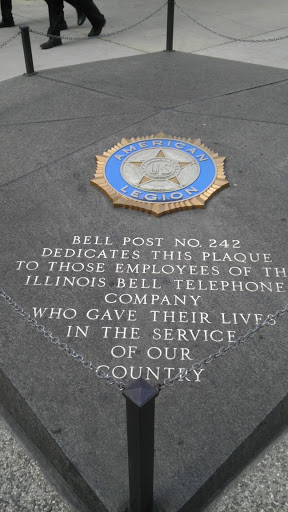 AMERICAN
U.S.
LEGION
BELL POST NO. 242
DEDICATES THIS PLAQUE
TO THOSE EMPLOYEES OF TH
ILLINOIS BELL TELEPHONE
COMPANY
WHO GAVE THEIR LIVES
IN THE SERVICE
OF OUR
COUNTRY